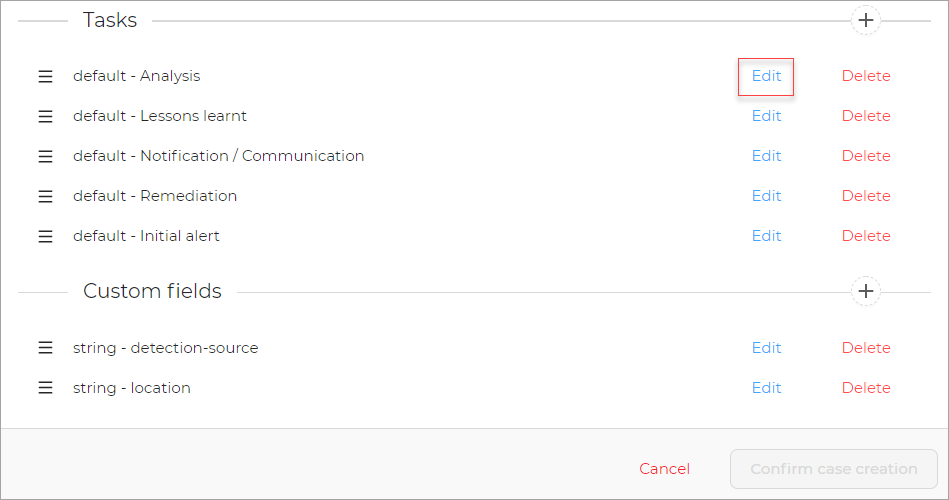 Tasks
default - Analysis Edit Delete
default - Lessons learnt Edit Delete
default - Notification / Communication Edit Delete
default - Remediation Edit Delete
default - Initial alert Edit Delete
Custom fields
string - detection-source Edit Delete
string - location Edit Delete
Cancel Confirm case creation